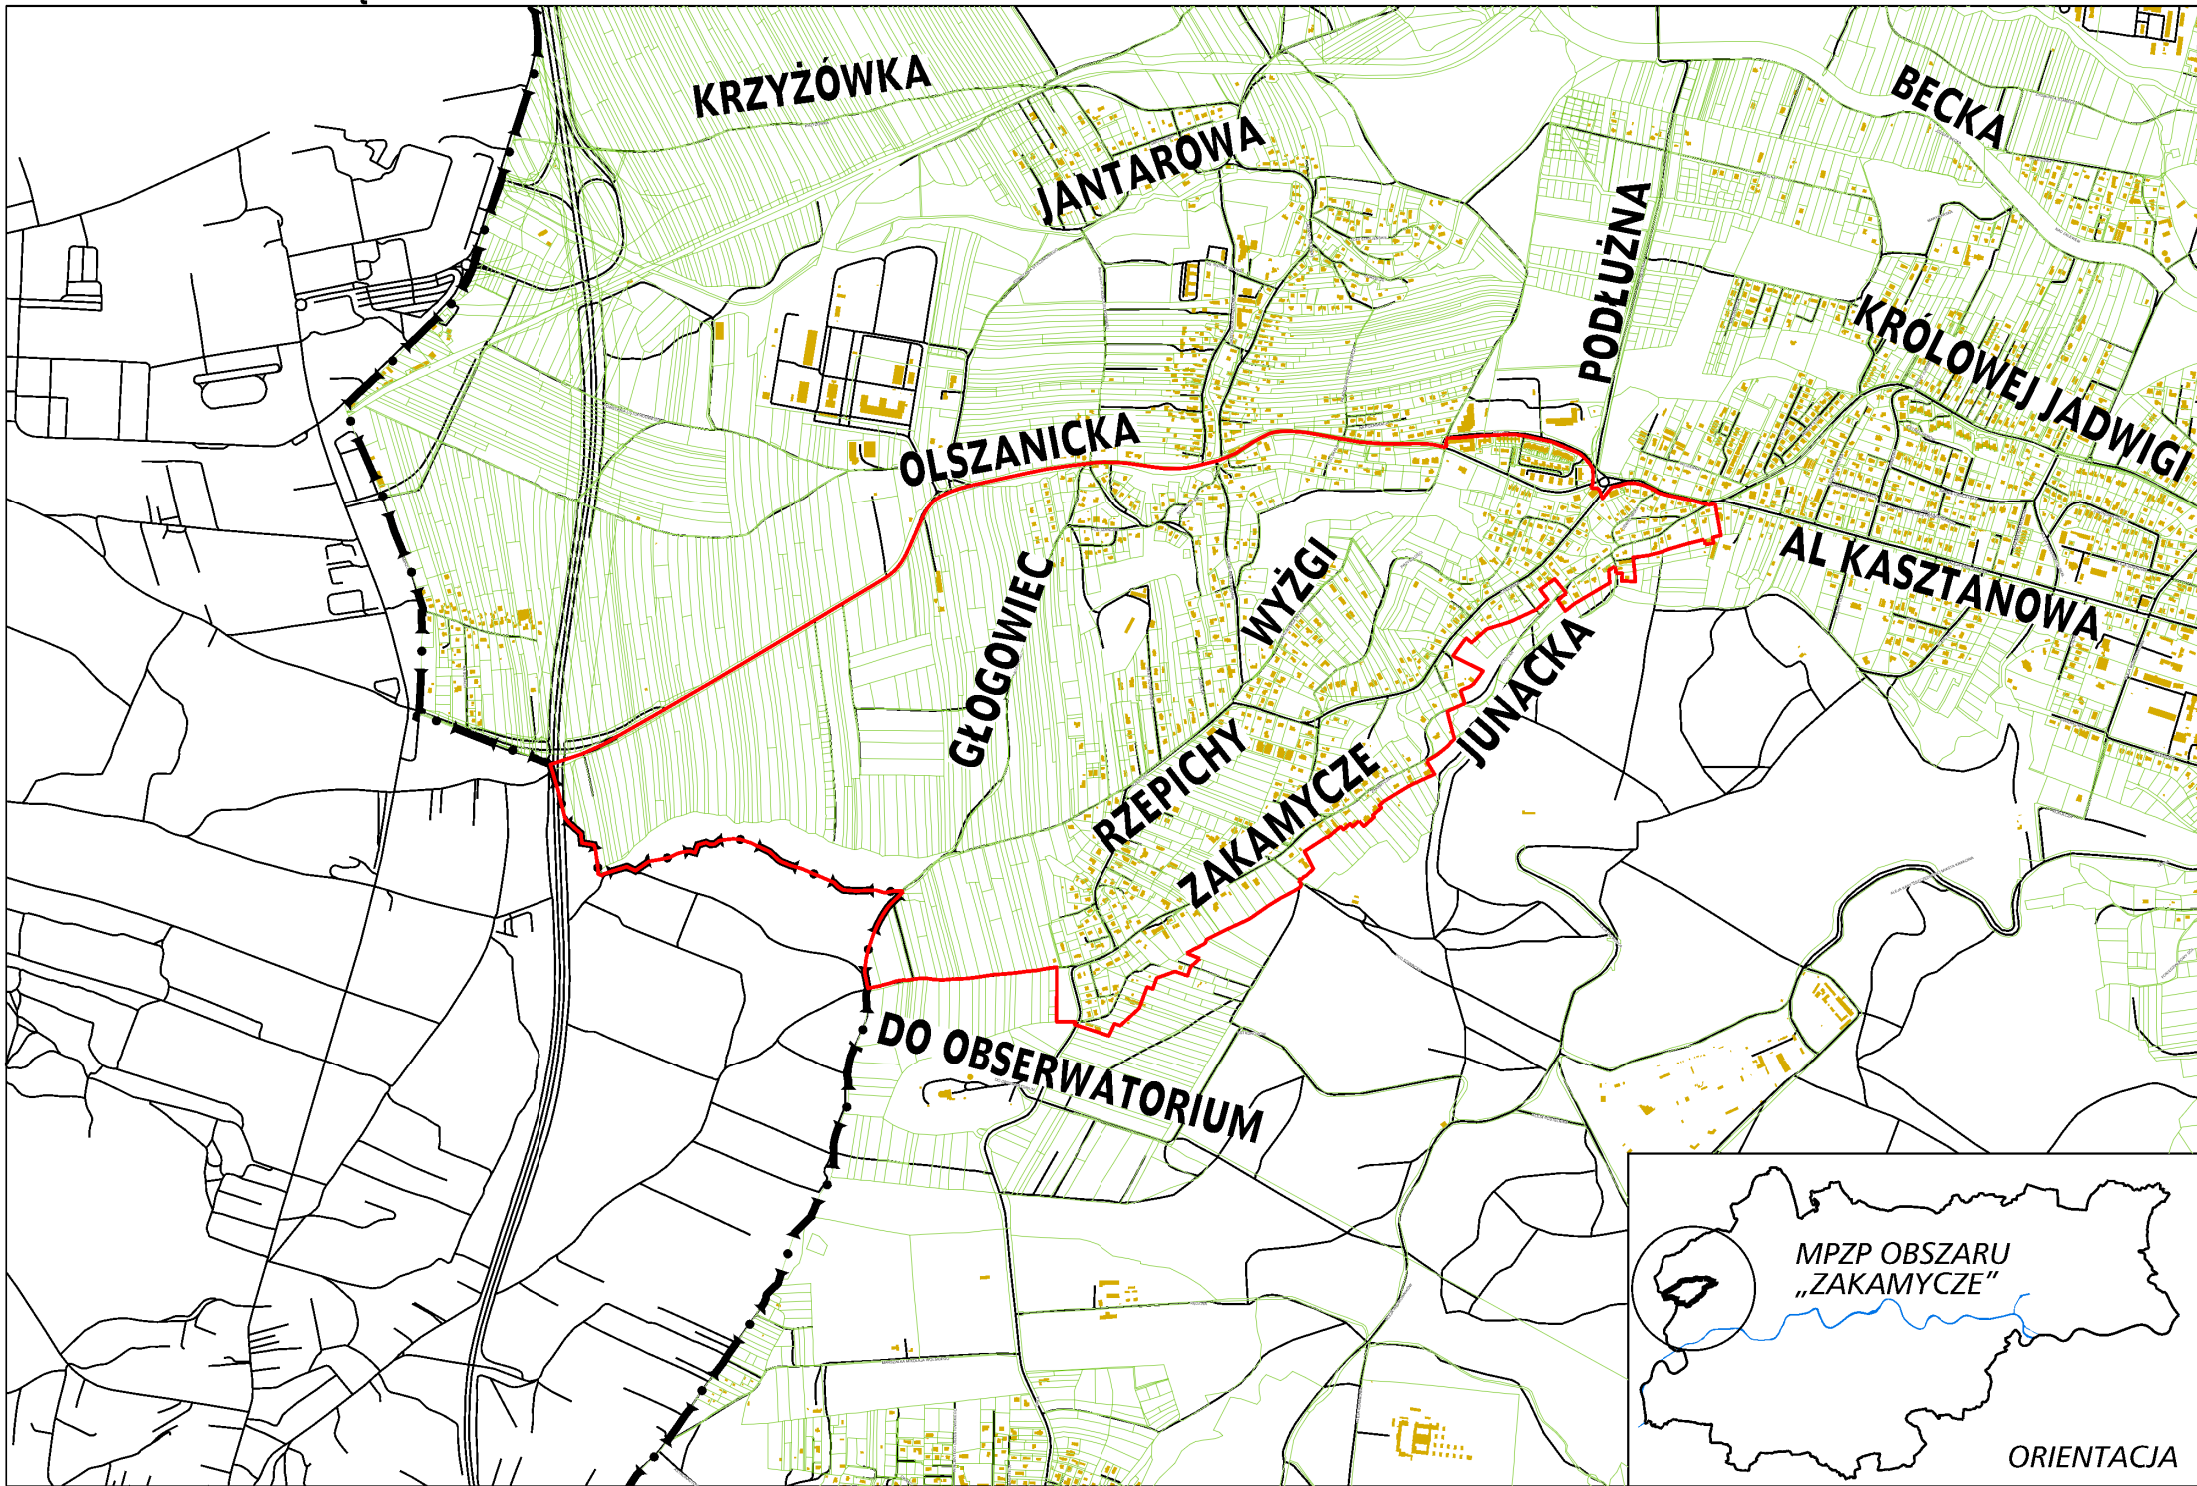 KRZYŻÓWKA
BECKA
JANTAROWA
PODŁUŻNA
KRÓLOWEJ JADWIGI
OLSZANICKA
AL KASZTANOWA
GŁOGOWIEC
WYŻGI
JUNACKA
RZEPICHY
ZAKAMYCZE
DO OBSERWATORIUM
MPZP OBSZARU
„ZAKAMYCZE”
ORIENTACJA